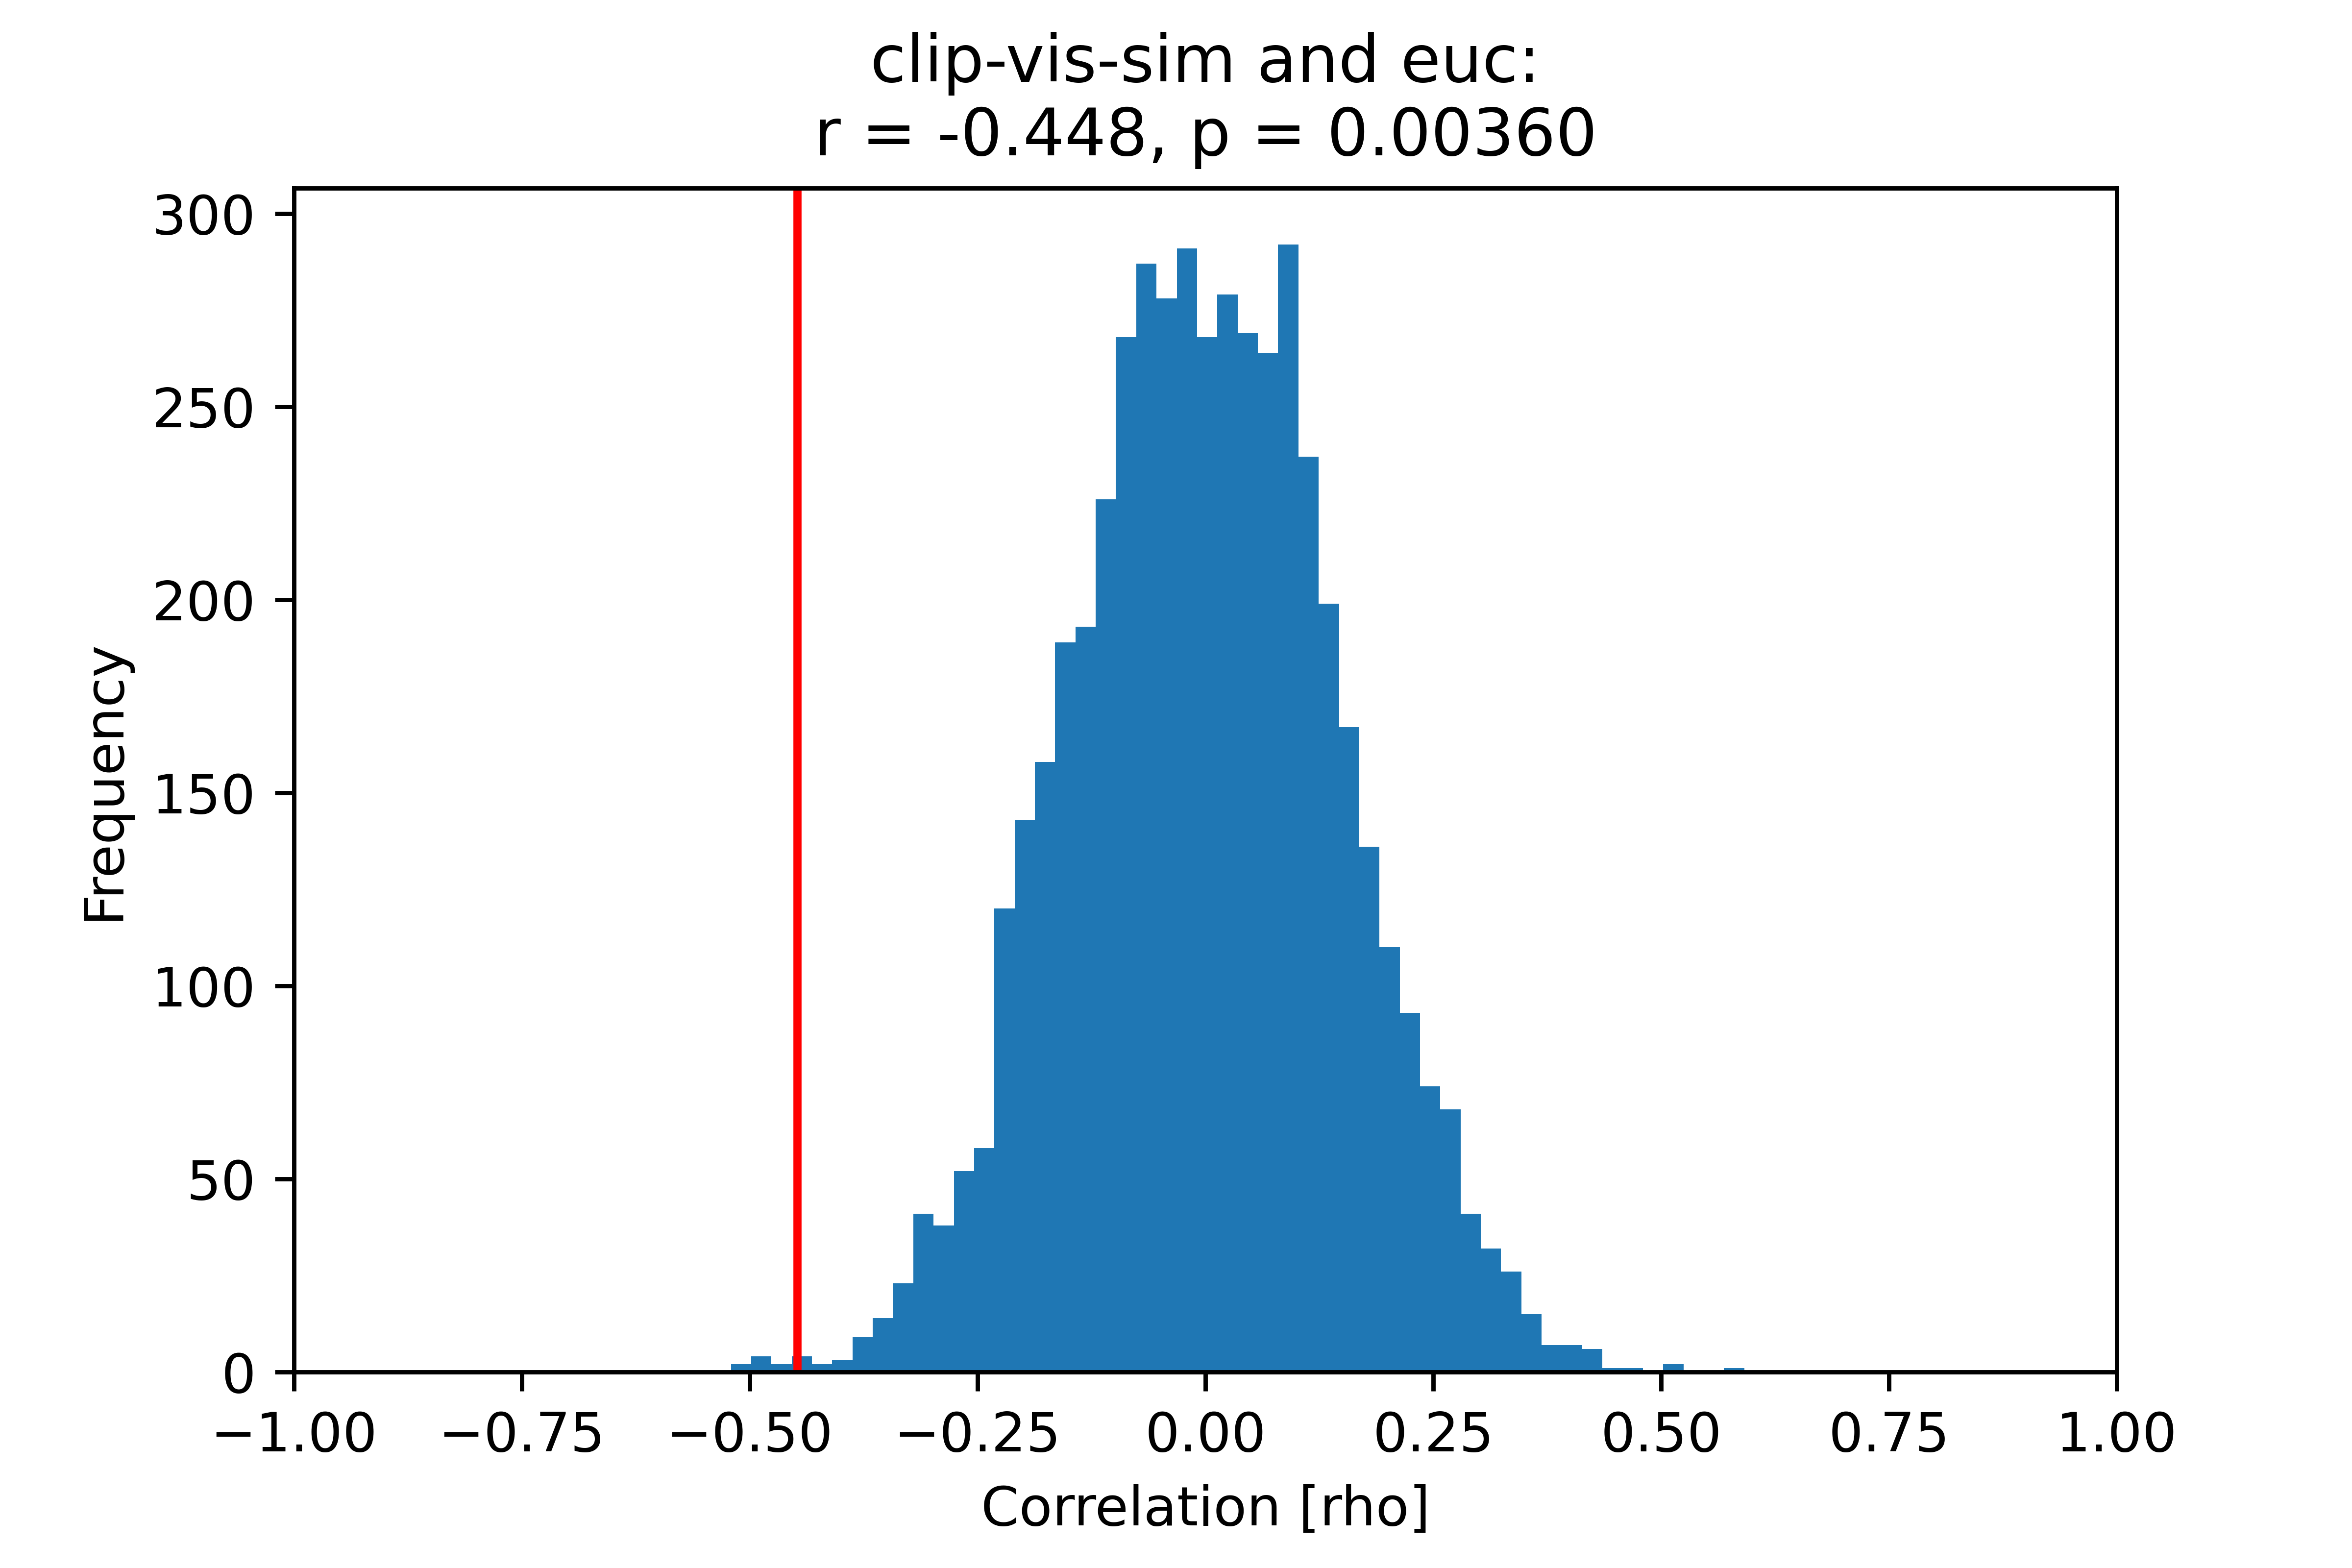 clip-vis-sim and euc:
r = -0.448, p = 0.00360
300
250
200
150
100
50
0
Frequency
−1.00 −0.75 −0.50 −0.25 0.00 0.25 0.50 0.75 1.00
Correlation [rho]